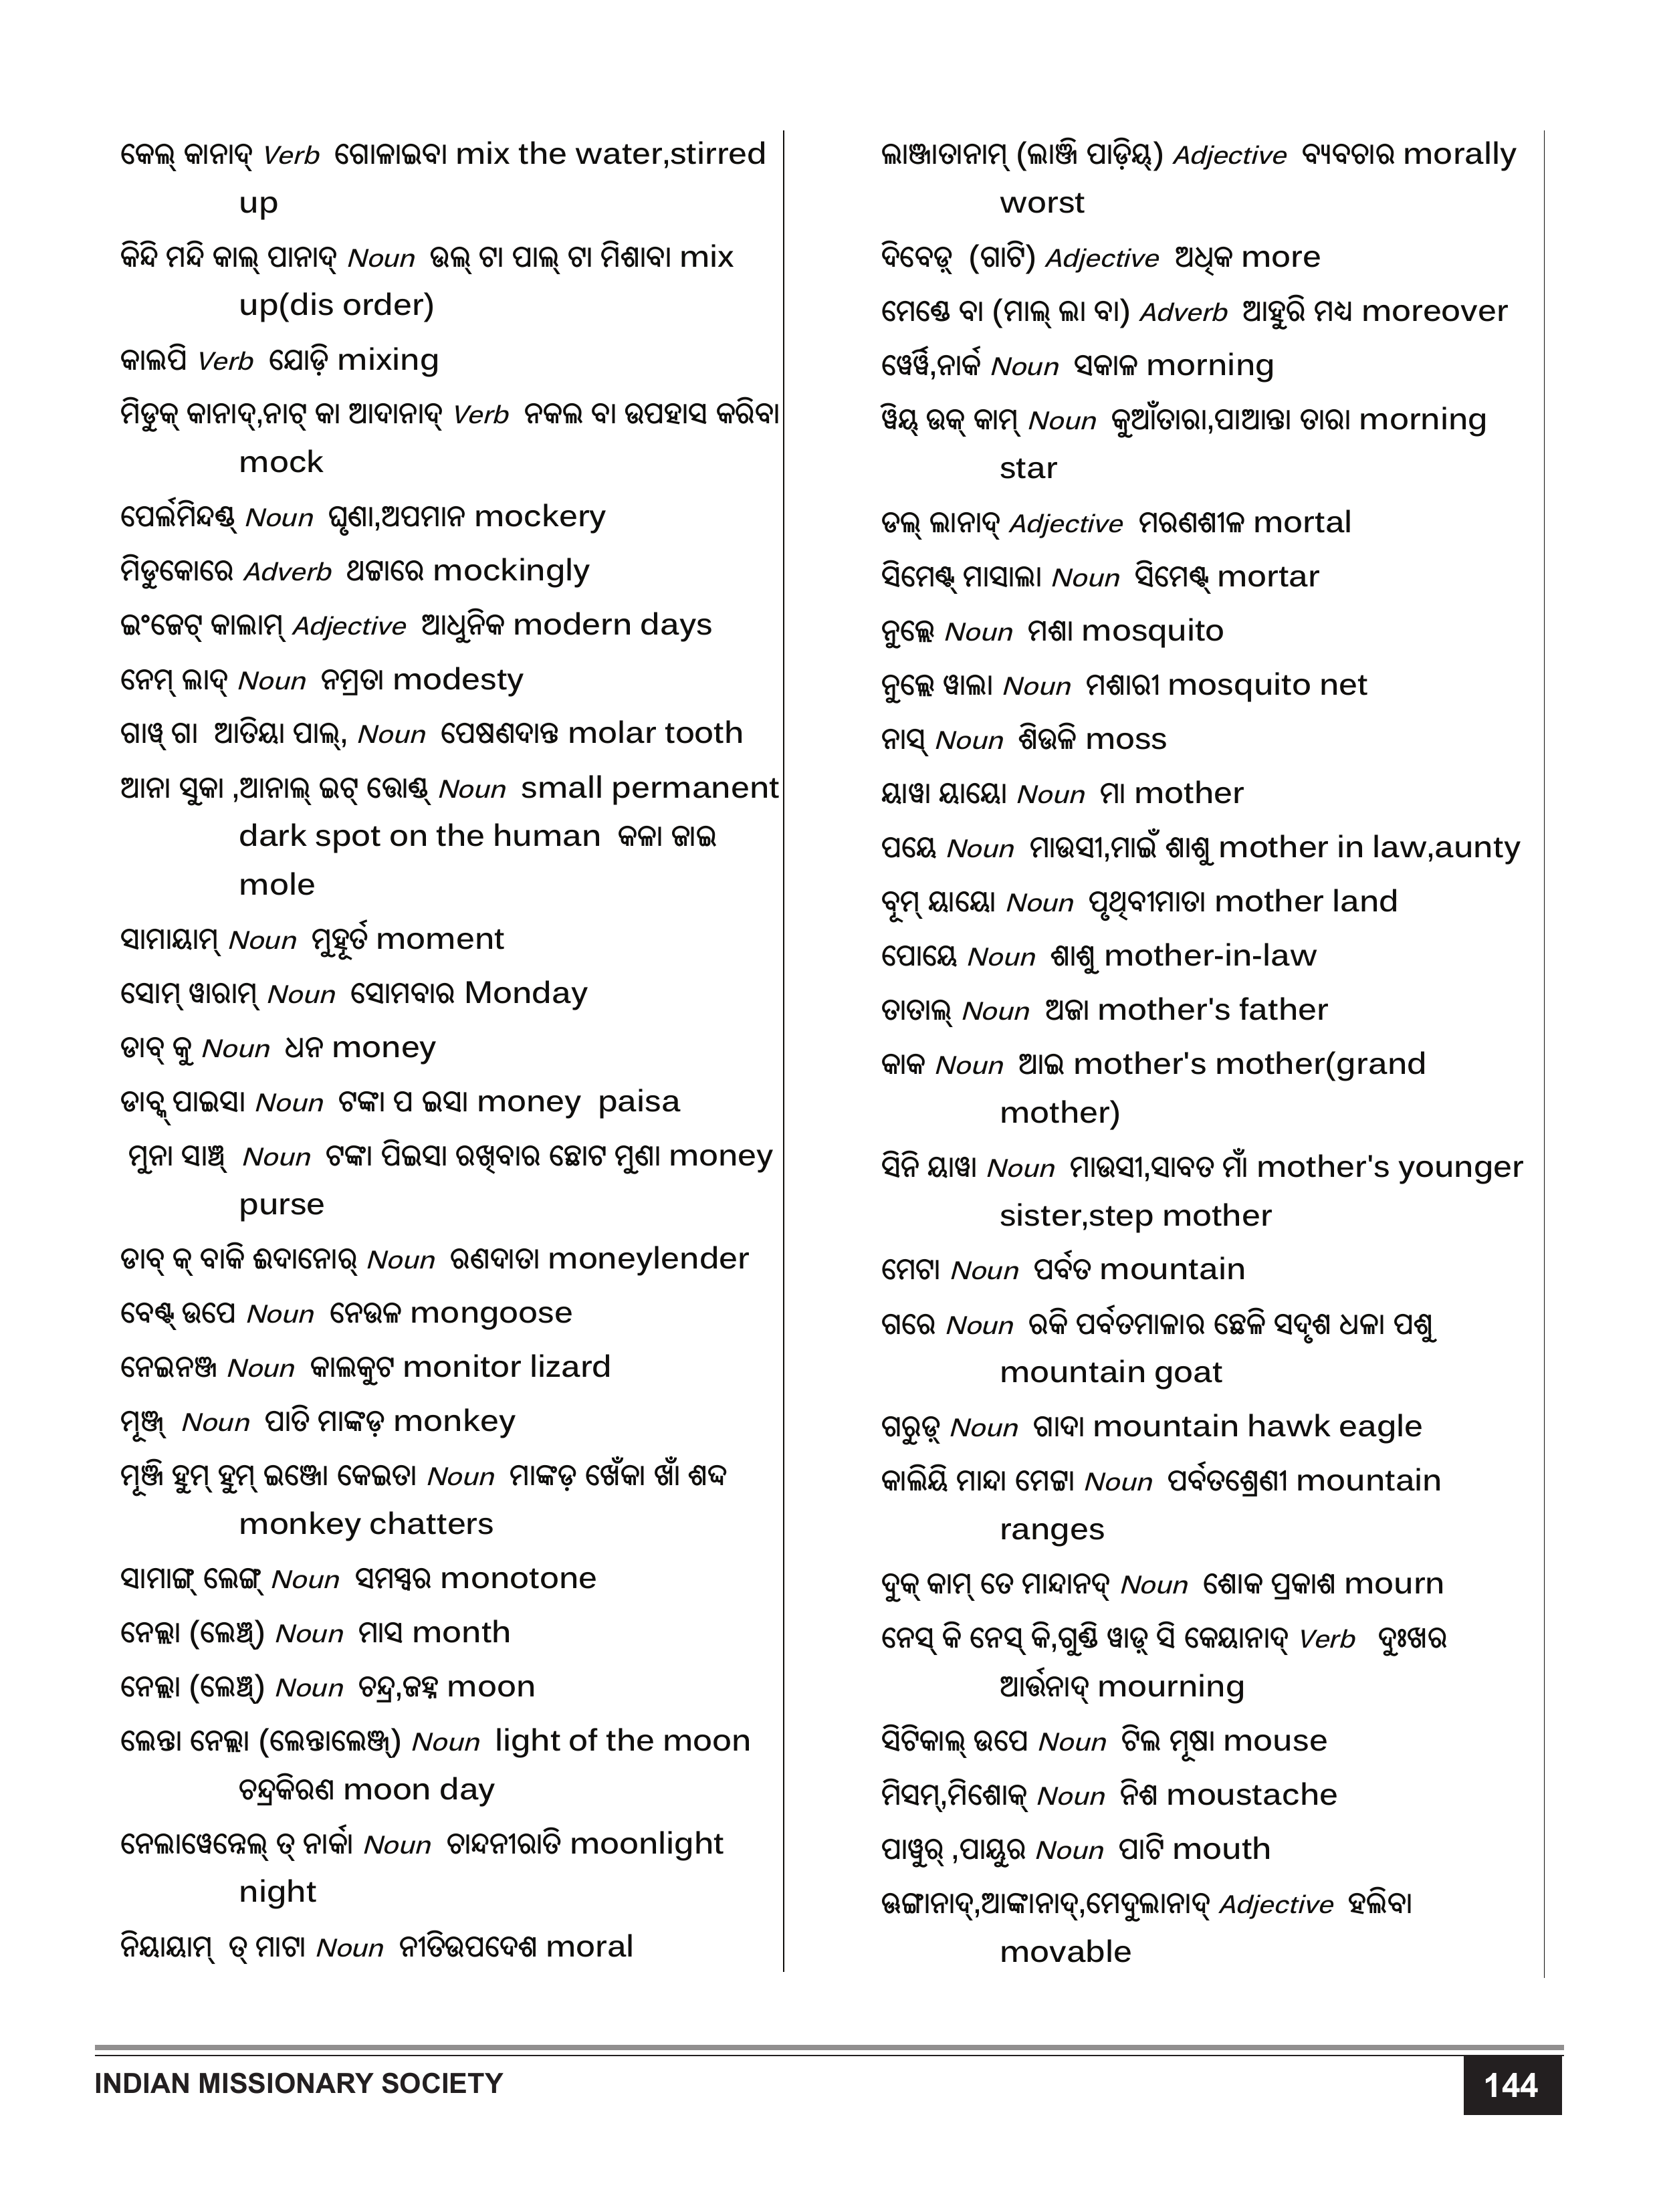 କେଲ୍ କାନାଦ୍ Verb ଗୋଳାଇବା mix the water,stirred
up
କିନ୍ଦି ମନ୍ଦି କାଲ୍ ପାନାଦ୍ Noun ଉଲ୍ ଟା ପାଲ୍ ଟା ମିଶାବା mix
up(dis order)
କାଲପି Verb ଯୋଡ଼ି mixing
ମିଡୁକ୍ କାନାଦ୍,ନାଟ୍ କା ଆଦାନାଦ୍ Verb ନକଲ ବା ଉପହାସ କରିବା
mock
ପେର୍ଲମିନ୍ଦଣ୍ଡ୍ Noun ଘୃଣା,ଅପମାନ mockery
ମିଡୁକୋରେ Adverb ଥଟ୍ଟାରେ mockingly
ଇଂଜେଟ୍ କାଲାମ୍ Adjective ଆଧୁନିକ modern days
ନେମ୍ ଲାଦ୍ Noun ନମ୍ରତା modesty
ଗାୱ୍ ଗା ଆତିୟା ପାଲ୍, Noun ପେଷଣଦାନ୍ତ molar tooth
ଆନା ସୁକା ,ଆନାଲ୍ ଇଟ୍ ତ୍ତୋଣ୍ଡ୍ Noun small permanent
dark spot on the human କଳା ଜାଇ
mole
ସାମାୟାମ୍ Noun ମୁହୂର୍ତ moment
ସୋମ୍ ୱାରାମ୍ Noun ସୋମବାର Monday
ଡାବ୍ କୁ Noun ଧନ money
ଡାବ୍କ୍ ପାଇସା Noun ଟଙ୍କା ପ ଇସା money paisa
ମୁନା ସାଞ୍ଚ୍ Noun ଟଙ୍କା ପିଇସା ରଖିବାର ଛୋଟ ମୁଣା money
purse
ଡାବ୍ କ୍ ବାକି ଈଦାନୋର୍ Noun ଋଣଦାତା moneylender
ବେଣ୍ଟ୍ ଉପେ Noun ନେଉଳ mongoose
ନେଇନଞ୍ଜ Noun କାଲକୁଟ monitor lizard
ମୂଞ୍ଜ୍ Noun ପାତି ମାଙ୍କଡ଼ monkey
ମୂଞ୍ଜି ହୁମ୍ ହୁମ୍ ଇଞ୍ଜୋ କେଇତା Noun ମାଙ୍କଡ଼ ଖେଁକା ଖାଁ ଶବ୍ଦ
monkey chatters
ସାମାଙ୍ଗ୍ ଲେଙ୍ଗ୍ Noun ସମସ୍ୱର monotone
ନେଲ୍ଲା (ଲେଞ୍ଚ୍) Noun ମାସ month
ନେଲ୍ଲା (ଲେଞ୍ଚ୍) Noun ଚନ୍ଦ୍ର,ଜହ୍ନ moon
ଲେନ୍ତା ନେଲ୍ଲା (ଲେନ୍ତାଲେଞ୍ଜ୍) Noun light of the moon
ଚନ୍ଦ୍ରକିରଣ moon day
ନେଲାୱେନ୍ନେଲ୍ ତ୍ ନାର୍କା Noun ଚାନ୍ଦନୀରାତି moonlight
night
ନିୟାୟାମ୍ ତ୍ ମାଟା Noun ନୀତିଉପଦେଶ moral
ଲାଞ୍ଜାତାନାମ୍ (ଲାଞ୍ଜି ପାଡ଼ିୟ୍) Adjective ବ୍ୟବଚାର morally
worst
ଦିବେଡ଼୍ (ଗାଟି) Adjective ଅଧିକ more
ମେଣ୍ଡେ ବା (ମାଲ୍ ଲା ବା) Adverb ଆହୁରି ମଧ moreover
ୱେର୍ୱି,ନାର୍କ Noun ସକାଳ morning
ୱିୟ୍ ଉକ୍ କାମ୍ Noun କୁଆଁତାରା,ପାଆନ୍ତା ତାରା morning
star
ଡଲ୍ ଲାନାଦ୍ Adjective ମରଣଶୀଳ mortal
ସିମେଣ୍ଟ୍ ମାସାଲା Noun ସିମେଣ୍ଟ୍ mortar
ନୁଲ୍ଲେ Noun ମଶା mosquito
ନୁଲ୍ଲେ ୱାଲା Noun ମଶାରୀ mosquito net
ନାସ୍ Noun ଶିଉଳି moss
ୟାୱା ୟାୟୋ Noun ମା mother
ପୟେ Noun ମାଉସୀ,ମାଇଁ ଶାଶୁ mother in law,aunty
ବୂମ୍ ୟାୟୋ Noun ପୃଥିବୀମାତା mother land
ପୋୟେ Noun ଶାଶୁ mother-in-law
ତାତାଲ୍ Noun ଅଜା mother's father
କାକ Noun ଆଇ mother's mother(grand
mother)
ସିନି ୟାୱା Noun ମାଉସୀ,ସାବତ ମାଁ mother's younger
sister,step mother
ମେଟା Noun ପର୍ବତ mountain
ଗରେ Noun ରକି ପର୍ବତମାଳାର ଛେଳି ସଦୃଶ ଧଳା ପଶୁ
mountain goat
ଗରୁଡ଼୍ Noun ଗାଦା mountain hawk eagle
କାଲିୟି ମାନ୍ଦା ମେଟ୍ଟା Noun ପର୍ବତଶ୍ରେଣୀ mountain
ranges
ଦୁକ୍ କାମ୍ ତେ ମାନ୍ଦାନଦ୍ Noun ଶୋକ ପ୍ରକାଶ mourn
ନେସ୍ କି ନେସ୍ କି,ଗୁଣ୍ଡି ୱାଡ଼୍ ସି କେୟାନାଦ୍ Verb ଦୁଃଖର
ଆର୍ତ୍ତନାଦ୍ mourning
ସିଟିକାଲ୍ ଉପେ Noun ଟିଲ ମୂଷା mouse
ମିସମ୍,ମିଶୋକ୍ Noun ନିଶ moustache
ପାୱୁର୍ ,ପାୟୁର Noun ପାଟି mouth
ଊଙ୍ଗାନାଦ୍,ଆଙ୍କାନାଦ୍,ମେଦୁଲାନାଦ୍ Adjective ହଲିବା
movable
INDIAN MISSIONARY SOCIETY
144